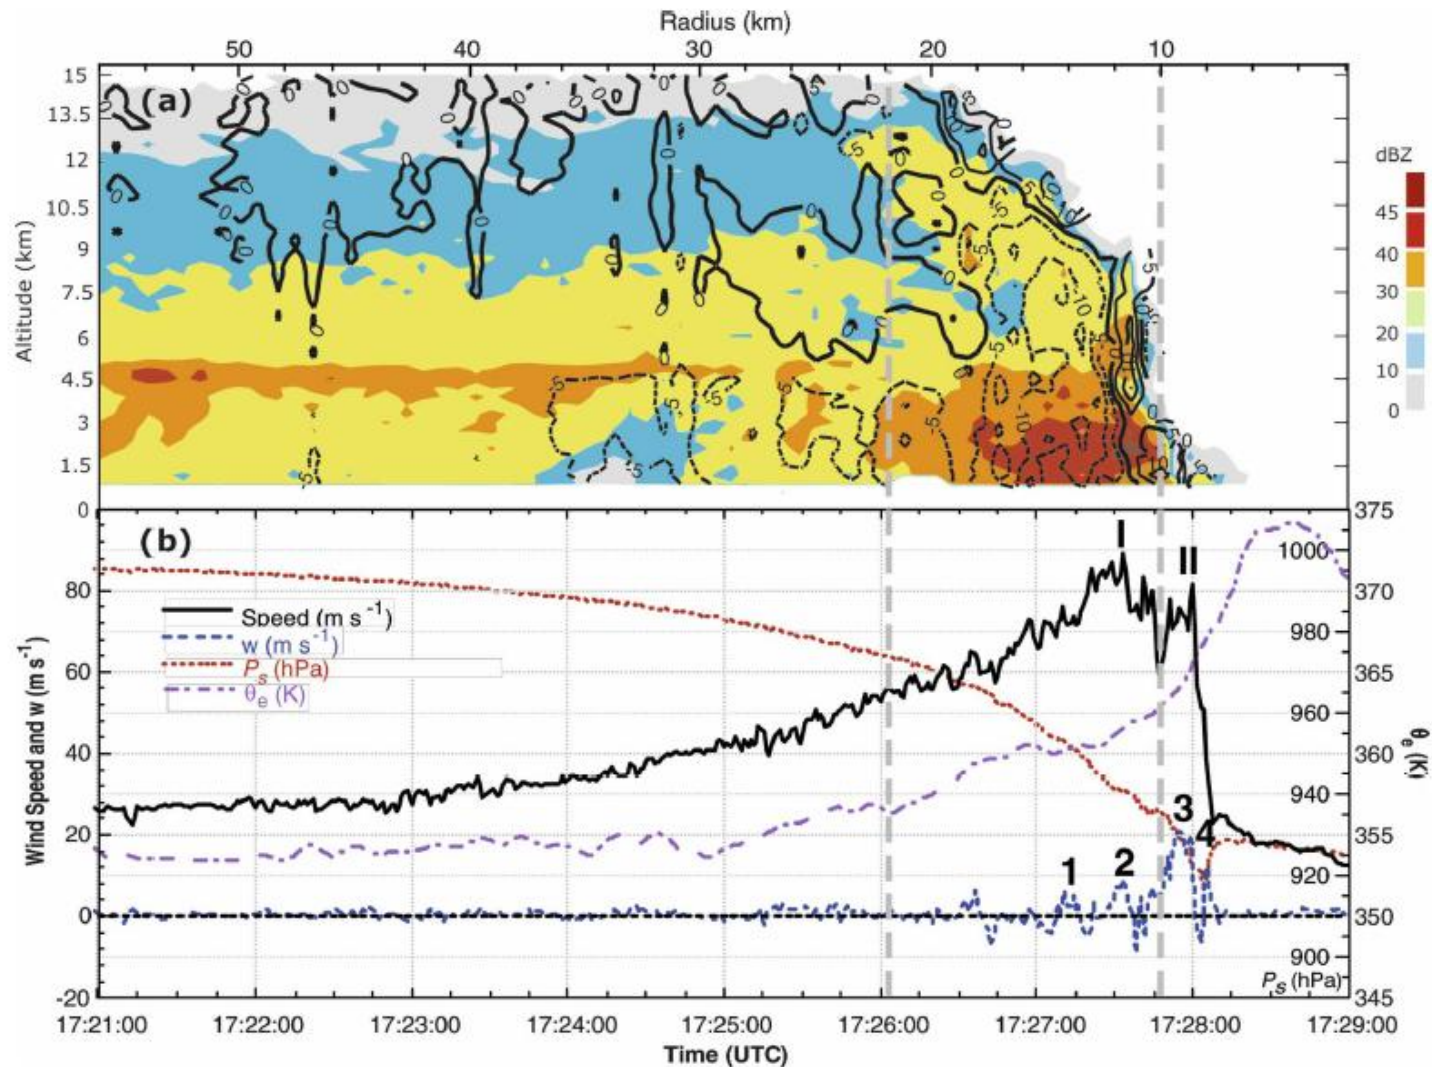 Radius (km)
50 40 30 20 10
(a)
Altitude (km)
15
13.5
12
10.5
9
7.5
6
4.5
3
1.5
0
dBZ
45
40
30
20
10
0
(b)
I
II
Speed (m s⁻¹)
w (m s⁻¹)
Pₛ (hPa)
θₑ (K)
1
2
3
4
Wind Speed and w (m s⁻¹)
80
60
40
20
0
-20
1000
980
960
940
920
900
Pₛ (hPa)
375
370
365
360
355
350
345
θₑ (K)
17:21:00 17:22:00 17:23:00 17:24:00 17:25:00 17:26:00 17:27:00 17:28:00 17:29:00
Time (UTC)